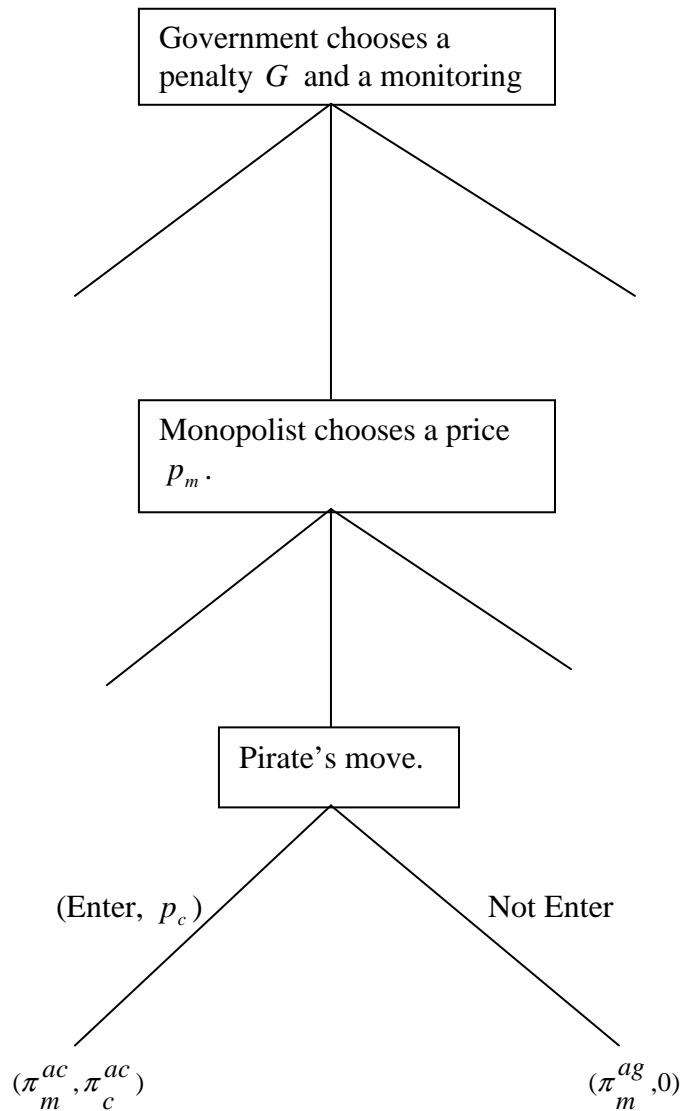 Government chooses a
penalty G and a monitoring
Monopolist chooses a price
p_m.
Pirate's move.
(Enter, p_c)
Not Enter
(π_m^{ac}, π_c^{ac})
(π_m^{ag},0)